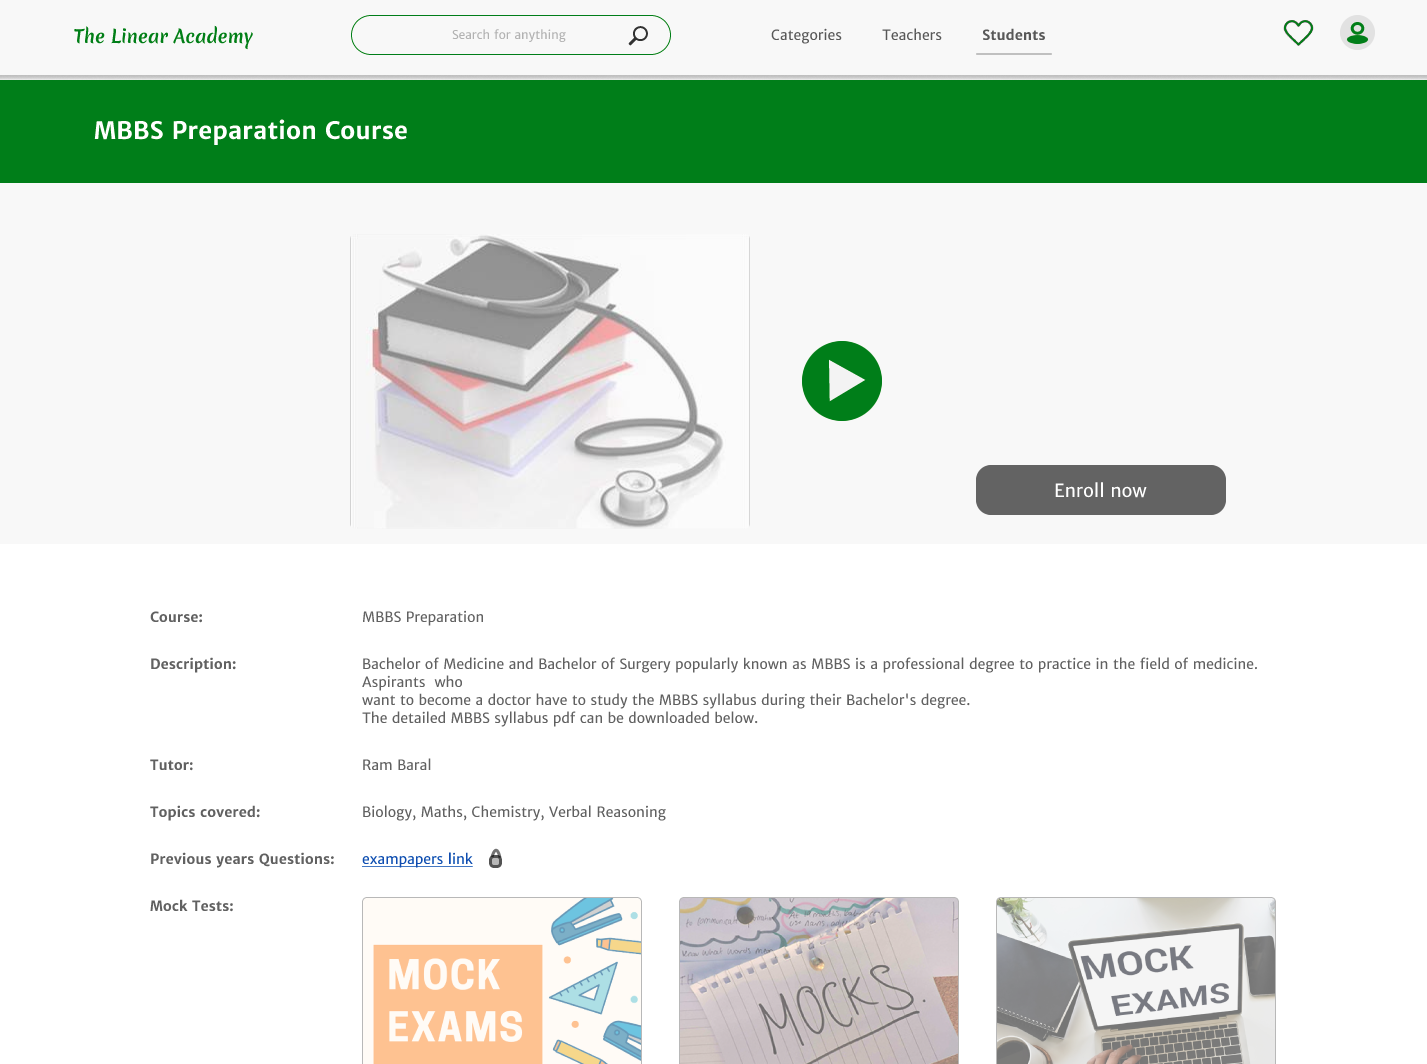 The Linear Academy
Search for anything
Categories
Teachers
Students
MBBS Preparation Course
Enroll now
Course:
MBBS Preparation
Description:
Bachelor of Medicine and Bachelor of Surgery popularly known as MBBS is a professional degree to practice in the field of medicine.
Aspirants  who
want to become a doctor have to study the MBBS syllabus during their Bachelor's degree.
The detailed MBBS syllabus pdf can be downloaded below.
Tutor:
Ram Baral
Topics covered:
Biology, Maths, Chemistry, Verbal Reasoning
Previous years Questions:
exampapers link
Mock Tests:
MOCK
EXAMS
MOCKS.
MOCK
EXAMS